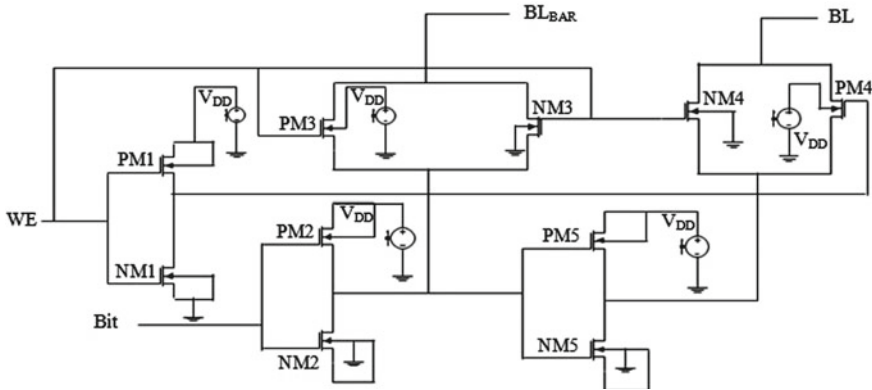 BL_BAR
BL
V_DD
V_DD
NM3
NM4
PM4
PM3
V_DD
PM1
WE
V_DD
V_DD
PM2
PM5
NM1
Bit
NM2
NM5